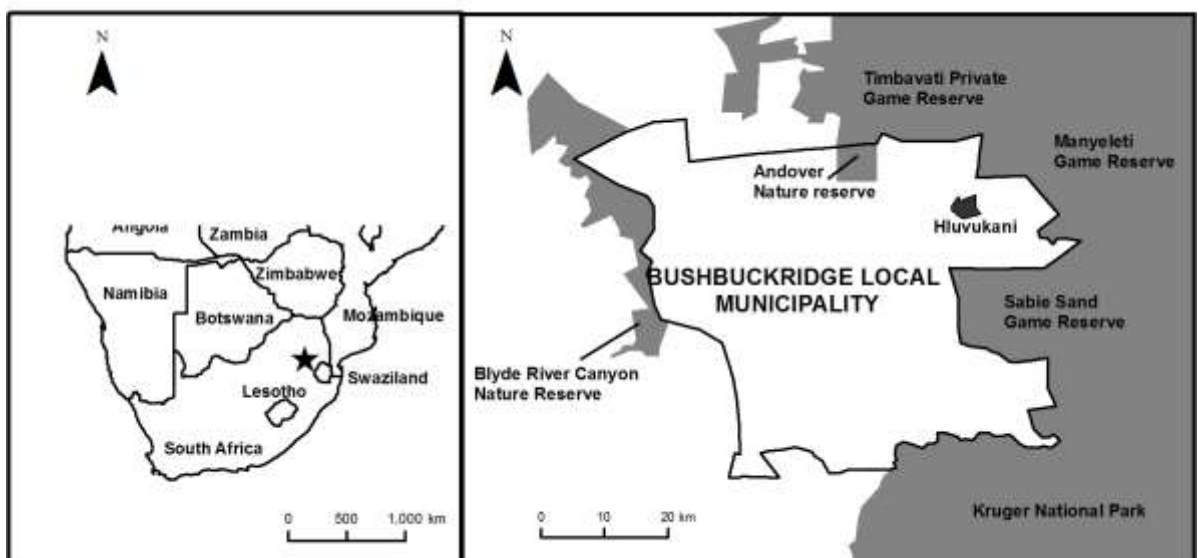 N
Angola
Zambia
Zimbabwe
Namibia
Botswana
Mozambique
Swaziland
Lesotho
South Africa
0 500 1,000 km
N
Timbavati Private
Game Reserve
Manyeleti
Game Reserve
Andover
Nature reserve
Hluvukani
BUSHBUCKRIDGE LOCAL
MUNICIPALITY
Sabie Sand
Game Reserve
Blyde River Canyon
Nature Reserve
Kruger National Park
0 10 20 km